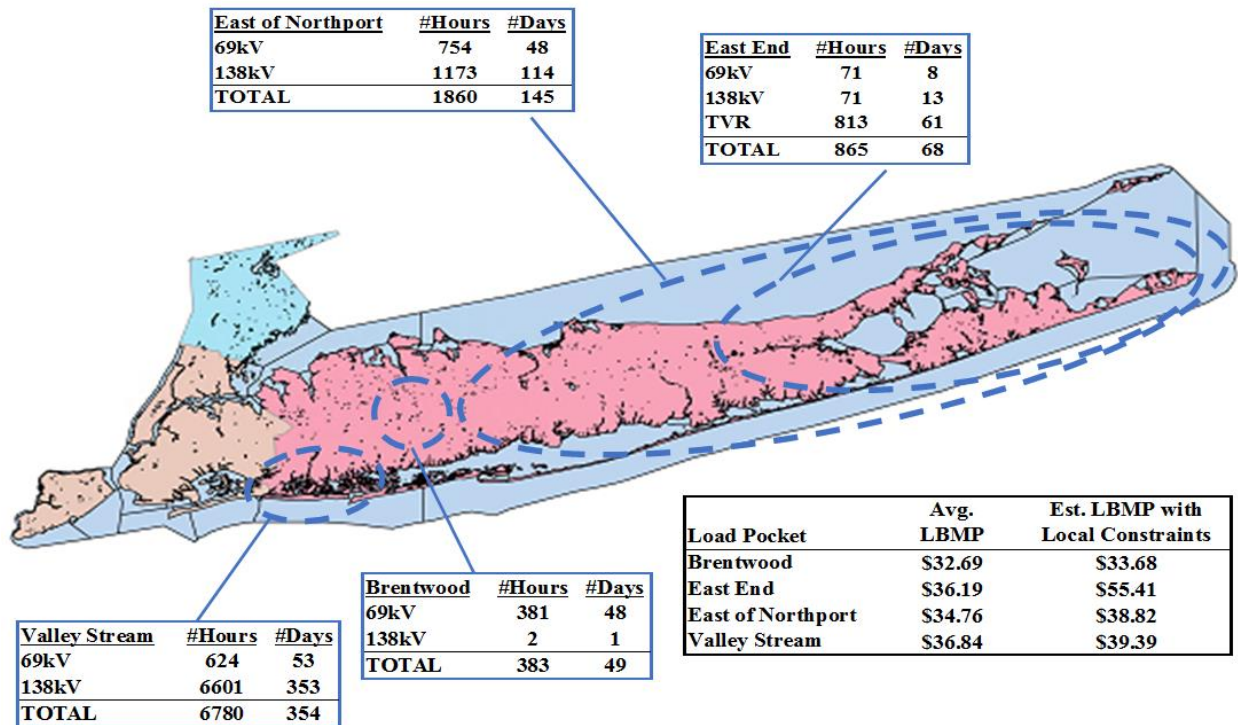 East of Northport #Hours #Days
69kV 754 48
138kV 1173 114
TOTAL 1860 145
East End #Hours #Days
69kV 71 8
138kV 71 13
TVR 813 61
TOTAL 865 68
Valley Stream #Hours #Days
69kV 624 53
138kV 6601 353
TOTAL 6780 354
Brentwood #Hours #Days
69kV 381 48
138kV 2 1
TOTAL 383 49
Avg. Est. LBMP with
Load Pocket LBMP Local Constraints
Brentwood $32.69 $33.68
East End $36.19 $55.41
East of Northport $34.76 $38.82
Valley Stream $36.84 $39.39